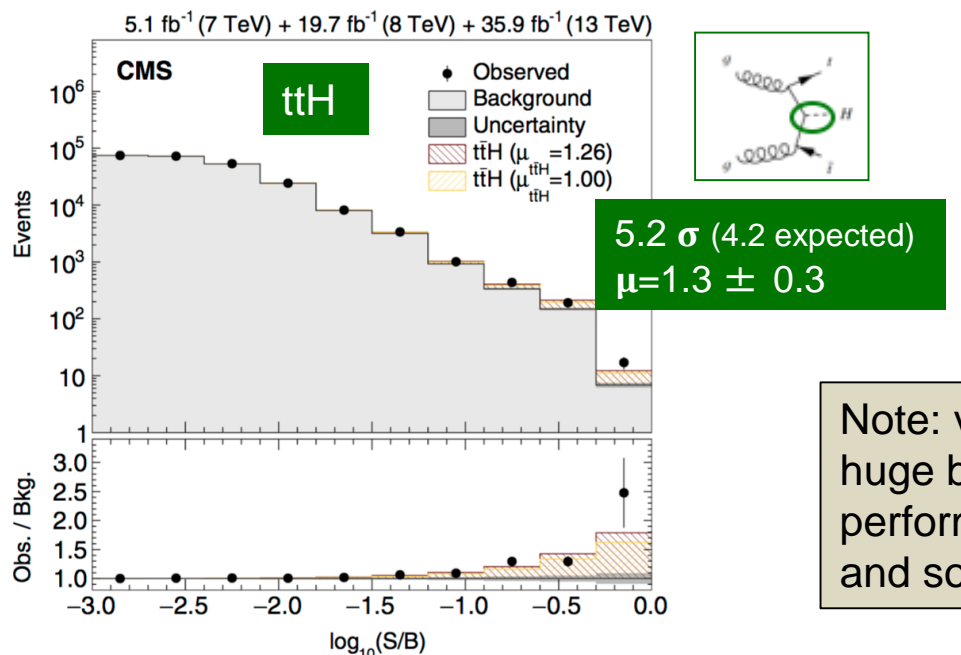 5.1 fb⁻¹ (7 TeV) + 19.7 fb⁻¹ (8 TeV) + 35.9 fb⁻¹ (13 TeV)
CMS
ttH
Observed
Background
Uncertainty
tt̄H (μ_tt̄H=1.26)
tt̄H (μ_tt̄H=1.00)
Events
10⁶
10⁵
10⁴
10³
10²
10
1
g
t
H
g
t̄
5.2 σ (4.2 expected)
μ=1.3 ± 0.3
Obs. / Bkg.
3.0
2.5
2.0
1.5
1.0
−3.0 −2.5 −2.0 −1.5 −1.0 −0.5 0.0
log₁₀(S/B)
Note:
huge
and